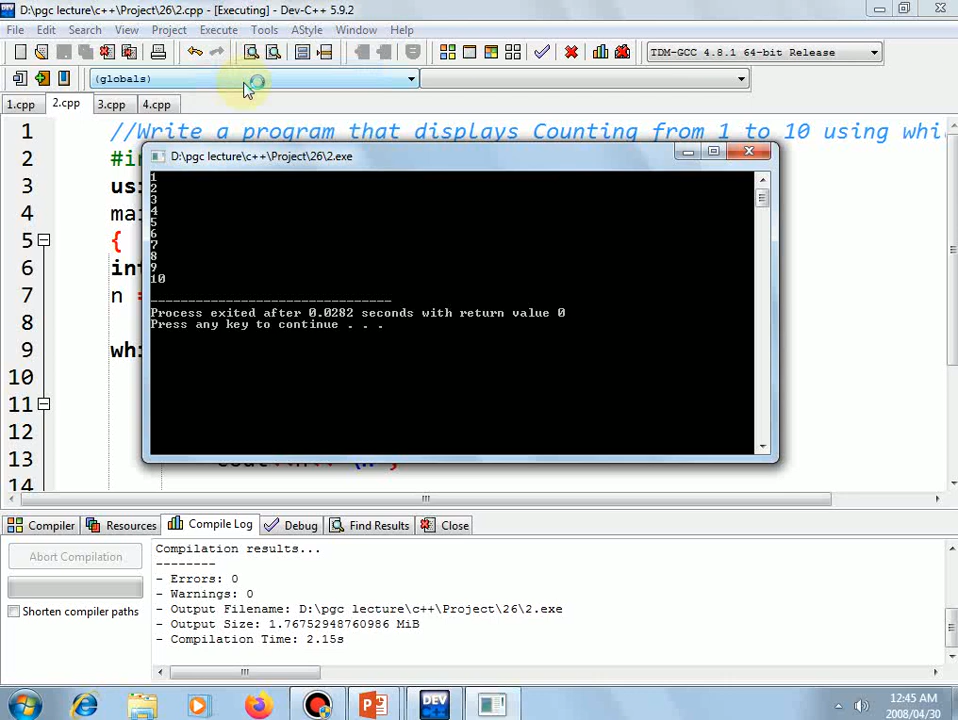 D:\pgc lecture\c++\Project\26\2.cpp - [Executing] - Dev-C++ 5.9.2
File Edit Search View Project Execute Tools AStyle Window Help
TDM-GCC 4.8.1 64-bit Release
(globals)
1.cpp 2.cpp 3.cpp 4.cpp
1 //Write a program that displays Counting from 1 to 10 using whi
2 #i
3 us
4 ma
5 {
6 in
7 n =
8
9 wh
10
11
12
13
14
D:\pgc lecture\c++\Project\26\2.exe
1
2
3
4
5
6
7
8
9
10
--------------------------------
Process exited after 0.0282 seconds with return value 0
Press any key to continue . . .
Compiler Resources Compile Log Debug Find Results Close
Abort Compilation
Shorten compiler paths
Compilation results...
--------
- Errors: 0
- Warnings: 0
- Output Filename: D:\pgc lecture\c++\Project\26\2.exe
- Output Size: 1.76752948760986 MiB
- Compilation Time: 2.15s
DEV
12:45 AM
2008/04/30